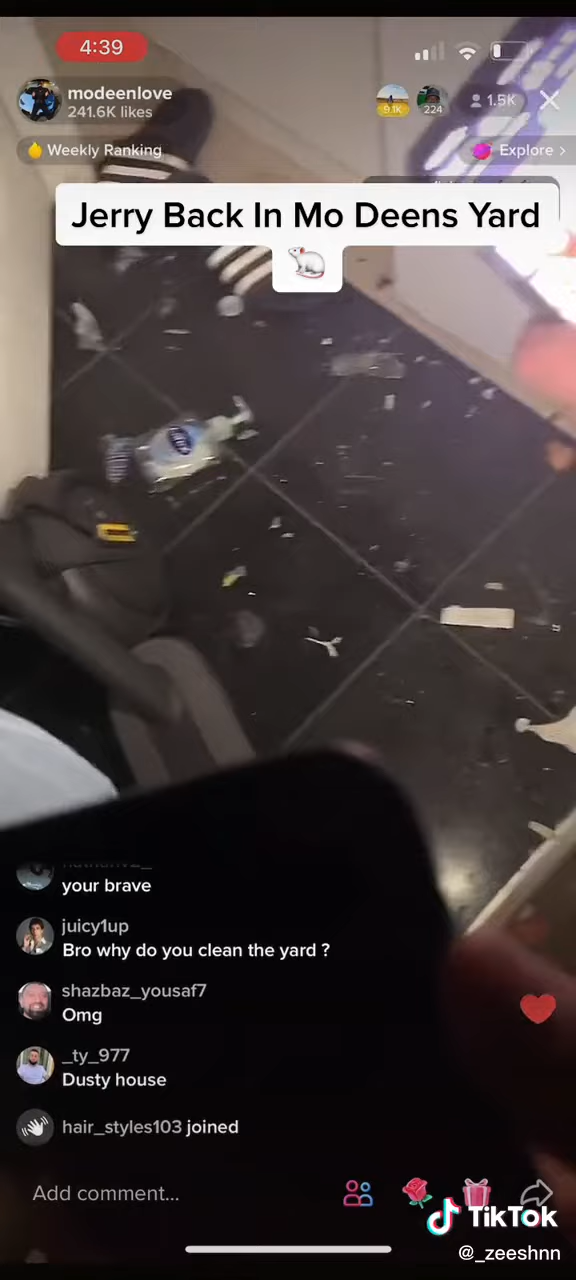 4:39
modeenlove
241.6K likes
9.1K
224
1.5K
Weekly Ranking
Explore >
Jerry Back In Mo Deens Yard
your brave
juicy1up
Bro why do you clean the yard ?
shazbaz_yousaf7
Omg
_ty_977
Dusty house
hair_styles103 joined
Add comment...
TikTok
@_zeeshnn